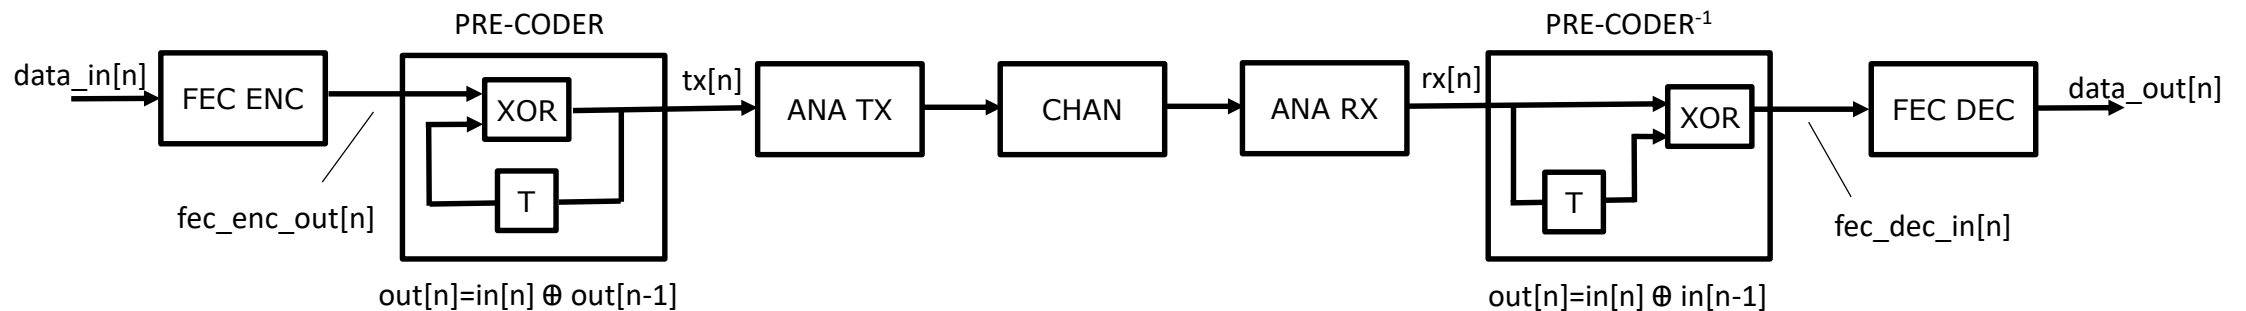 PRE-CODER
PRE-CODER-1
data_in[n]
FEC ENC
XOR
T
tx[n]
ANA TX
CHAN
ANA RX
rx[n]
XOR
T
FEC DEC
data_out[n]
fec_enc_out[n]
fec_dec_in[n]
out[n]=in[n] ⊕ out[n-1]
out[n]=in[n] ⊕ in[n-1]